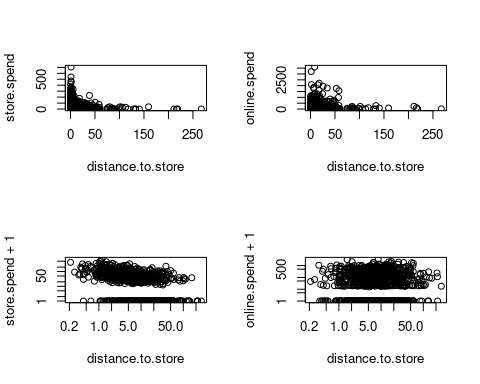 store.spend
0 500
0 50 150 250
distance.to.store
online.spend
0 2500
0 50 150 250
distance.to.store
store.spend + 1
1 50
0.2 1.0 5.0 50.0
distance.to.store
online.spend + 1
1 500
0.2 1.0 5.0 50.0
distance.to.store